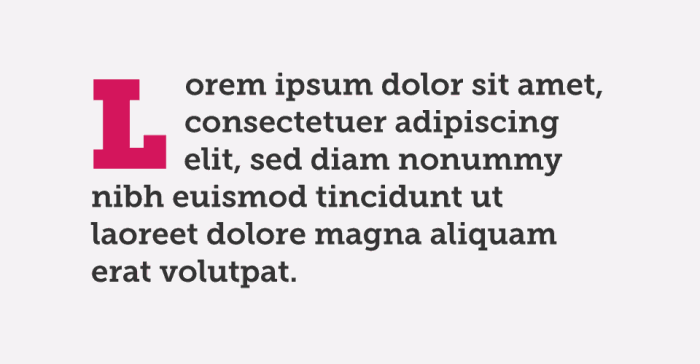 Lorem ipsum dolor sit amet,
consectetuer adipiscing
elit, sed diam nonummy
nibh euismod tincidunt ut
laoreet dolore magna aliquam
erat volutpat.